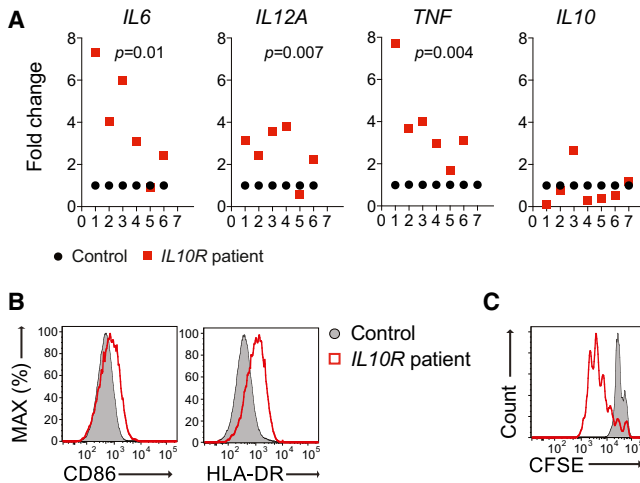 A
IL6 IL12A TNF IL10
Fold change
8 6 4 2 0
p=0.01
0 1 2 3 4 5 6 7
8 6 4 2 0
p=0.007
0 1 2 3 4 5 6 7
8 6 4 2 0
p=0.004
0 1 2 3 4 5 6 7
8 6 4 2 0
0 1 2 3 4 5 6 7
Control IL10R patient
B
MAX (%)
100 80 60 40 20 0
10² 10³ 10⁴ 10⁵
CD86
100 80 60 40 20 0
10² 10³ 10⁴ 10⁵
HLA-DR
Control
IL10R patient
C
Count
10² 10³ 10⁴ 10⁵
CFSE